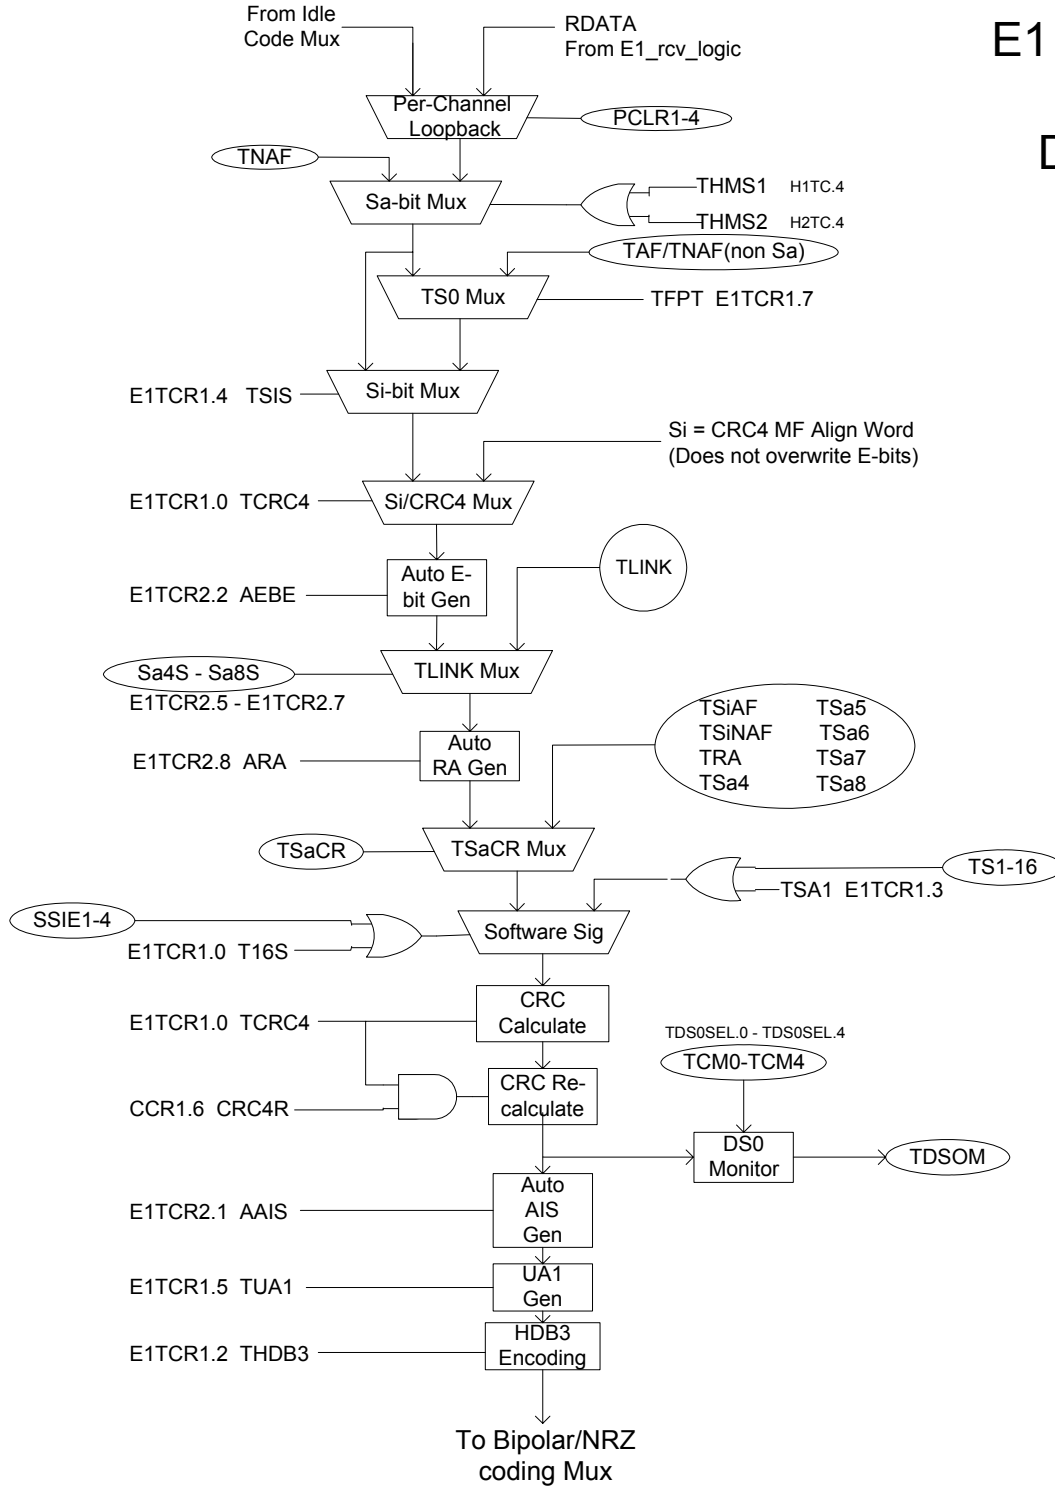 From Idle
Code Mux
RDATA
From E1_rcv_logic
E1
Per-Channel
Loopback
PCLR1-4
D
TNAF
Sa-bit Mux
THMS1 H1TC.4
THMS2 H2TC.4
TAF/TNAF(non Sa)
TS0 Mux
TFPT E1TCR1.7
E1TCR1.4 TSIS
Si-bit Mux
Si = CRC4 MF Align Word
(Does not overwrite E-bits)
E1TCR1.0 TCRC4
Si/CRC4 Mux
E1TCR2.2 AEBE
Auto E-
bit Gen
TLINK
Sa4S - Sa8S
TLINK Mux
E1TCR2.5 - E1TCR2.7
TSiAF TSa5
TSiNAF TSa6
TRA TSa7
TSa4 TSa8
E1TCR2.8 ARA
Auto
RA Gen
TSaCR
TSaCR Mux
TS1-16
TSA1 E1TCR1.3
SSIE1-4
Software Sig
E1TCR1.0 T16S
E1TCR1.0 TCRC4
CRC
Calculate
TDS0SEL.0 - TDS0SEL.4
TCM0-TCM4
CCR1.6 CRC4R
CRC Re-
calculate
DS0
Monitor
TDSOM
E1TCR2.1 AAIS
Auto
AIS
Gen
E1TCR1.5 TUA1
UA1
Gen
E1TCR1.2 THDB3
HDB3
Encoding
To Bipolar/NRZ
coding Mux